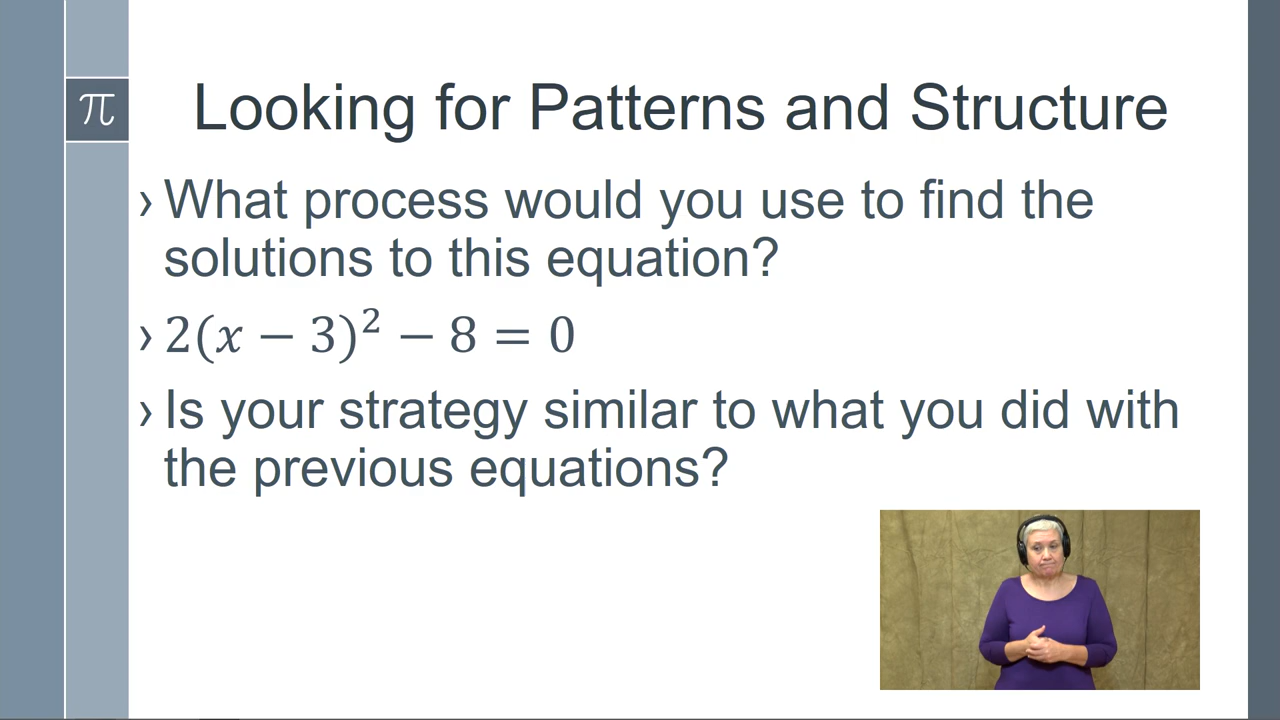 π
Looking for Patterns and Structure
› What process would you use to find the
solutions to this equation?
› 2(x − 3)² − 8 = 0
› Is your strategy similar to what you did with
the previous equations?